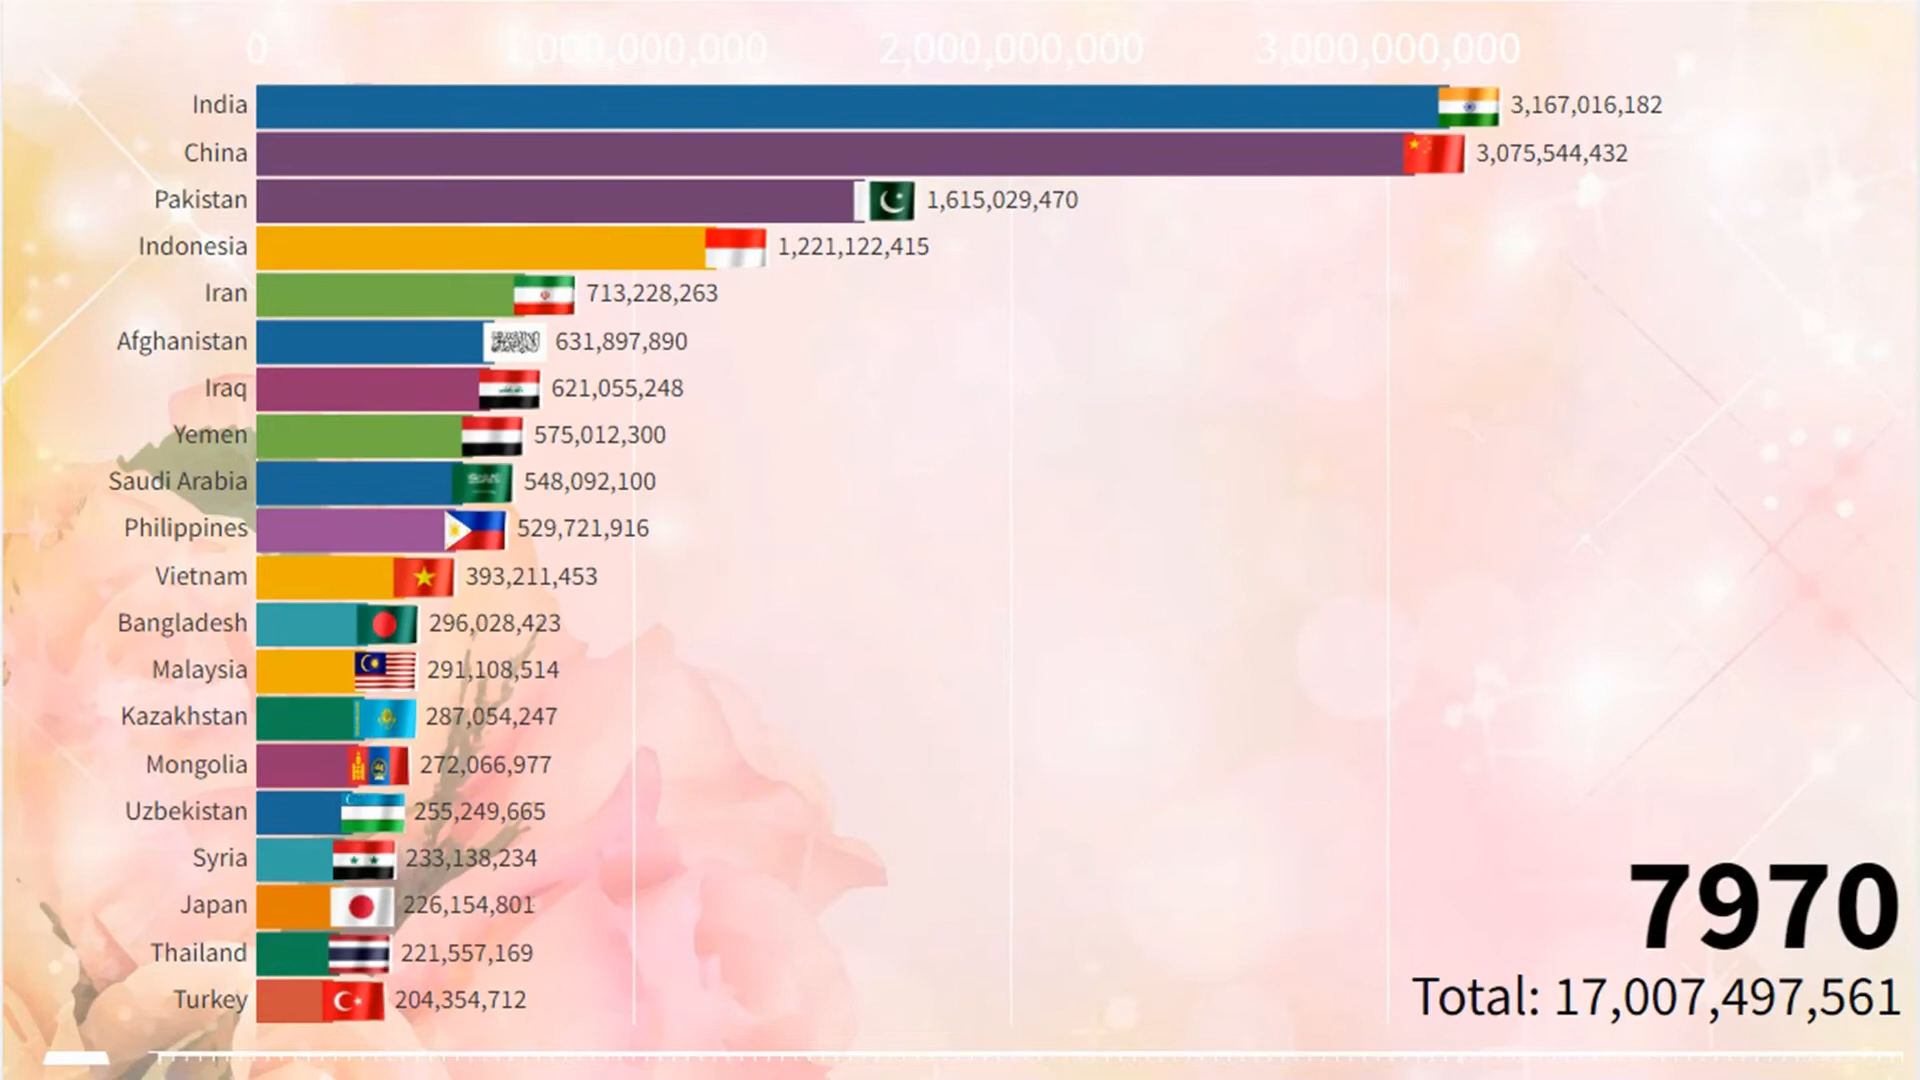 0 1,000,000,000 2,000,000,000 3,000,000,000
India 3,167,016,182
China 3,075,544,432
Pakistan 1,615,029,470
Indonesia 1,221,122,415
Iran 713,228,263
Afghanistan 631,897,890
Iraq 621,055,248
Yemen 575,012,300
Saudi Arabia 548,092,100
Philippines 529,721,916
Vietnam 393,211,453
Bangladesh 296,028,423
Malaysia 291,108,514
Kazakhstan 287,054,247
Mongolia 272,066,977
Uzbekistan 255,249,665
Syria 233,138,234
Japan 226,154,801
Thailand 221,557,169
Turkey 204,354,712
7970
Total: 17,007,497,561